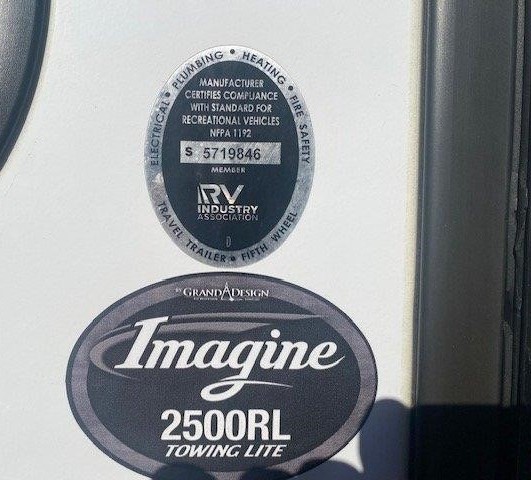 ELECTRICAL • PLUMBING • HEATING • FIRE SAFETY
MANUFACTURER
CERTIFIES COMPLIANCE
WITH STANDARD FOR
RECREATIONAL VEHICLES
NFPA 1192
S 5719846
MEMBER
RV
INDUSTRY
ASSOCIATION
D
TRAVEL TRAILER • FIFTH WHEEL
BY GRAND DESIGN
Imagine
2500RL
TOWING LITE